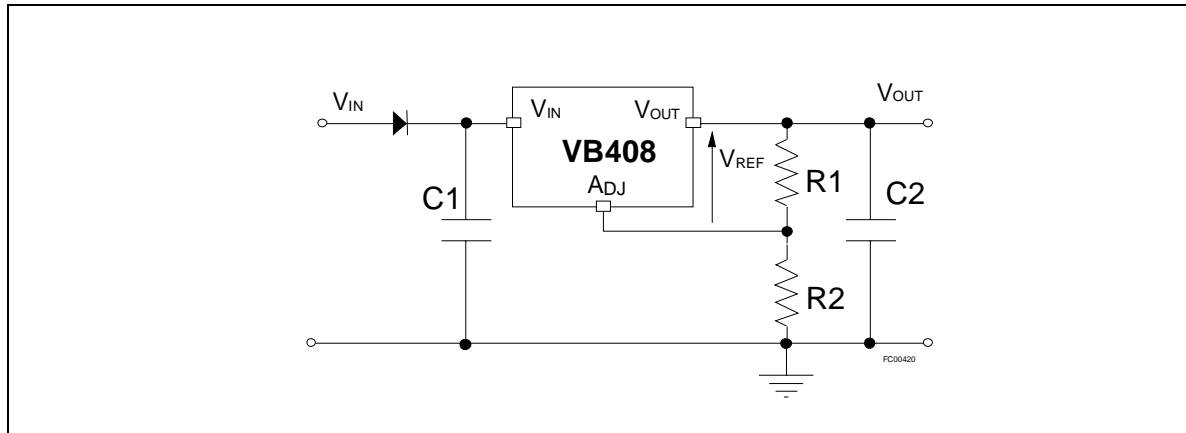 VIN
VOUT
VIN
VOUT
VB408
VREF
ADJ
R1
C1
C2
R2
FC00420